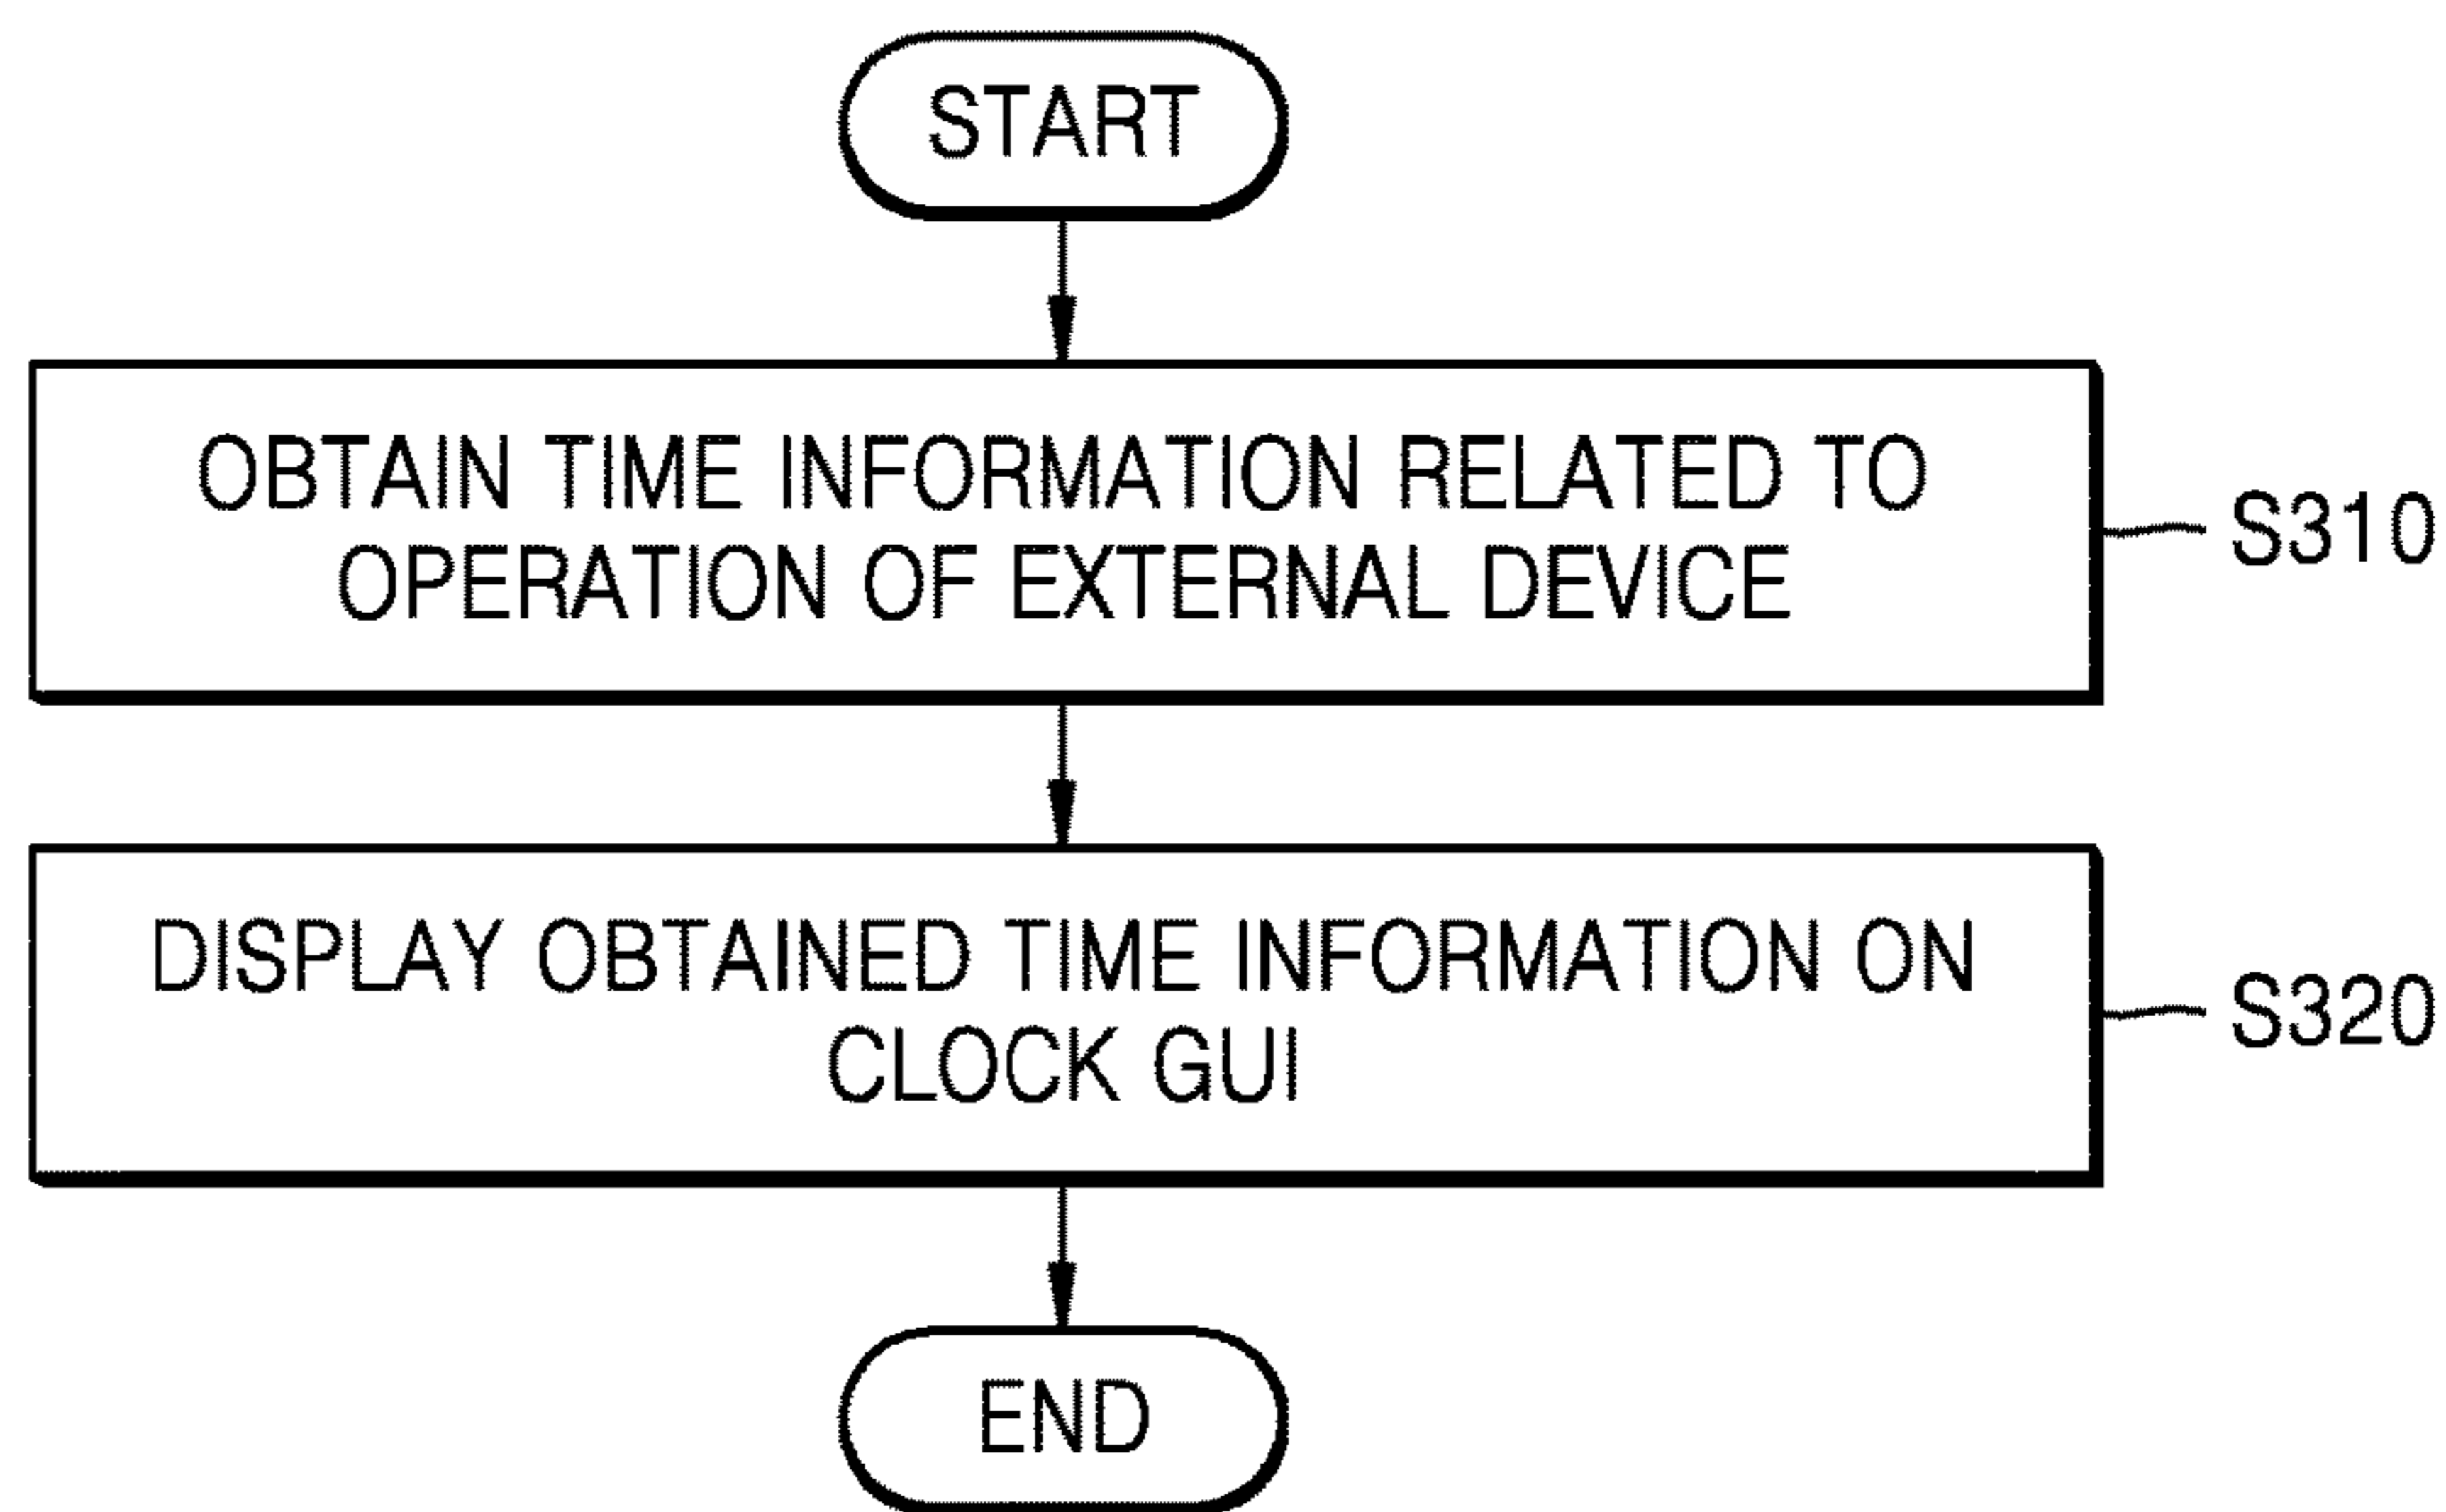 START
OBTAIN TIME INFORMATION RELATED TO
OPERATION OF EXTERNAL DEVICE
S310
DISPLAY OBTAINED TIME INFORMATION ON
CLOCK GUI
S320
END